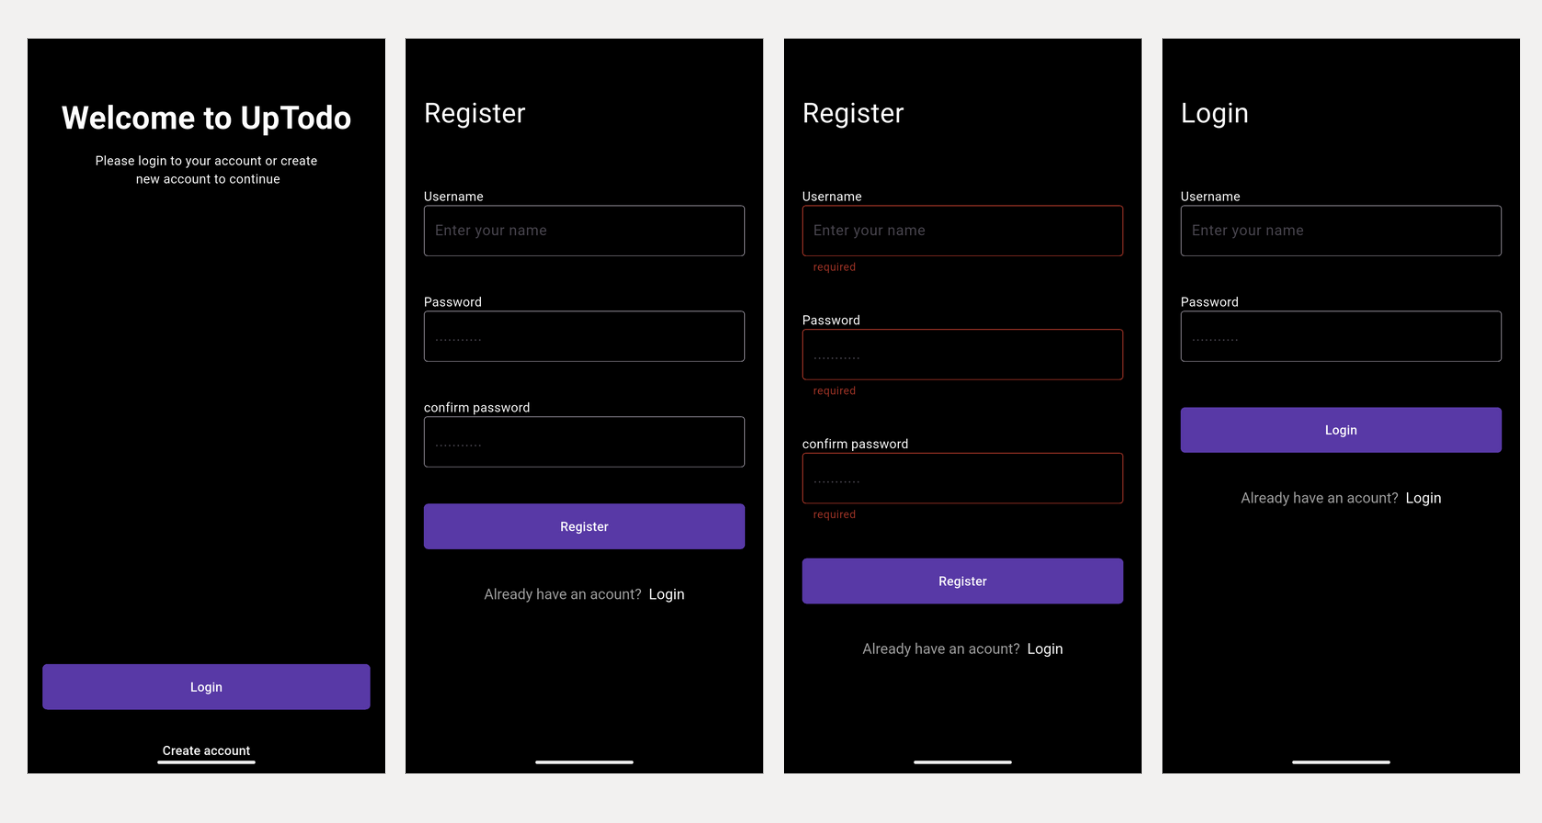 Welcome to UpTodo
Please login to your account or create
new account to continue
Login
Create account
Register
Username
Enter your name
Password
..........
confirm password
..........
Register
Already have an acount? Login
Register
Username
Enter your name
required
Password
..........
required
confirm password
..........
required
Register
Already have an acount? Login
Login
Username
Enter your name
Password
..........
Login
Already have an acount? Login